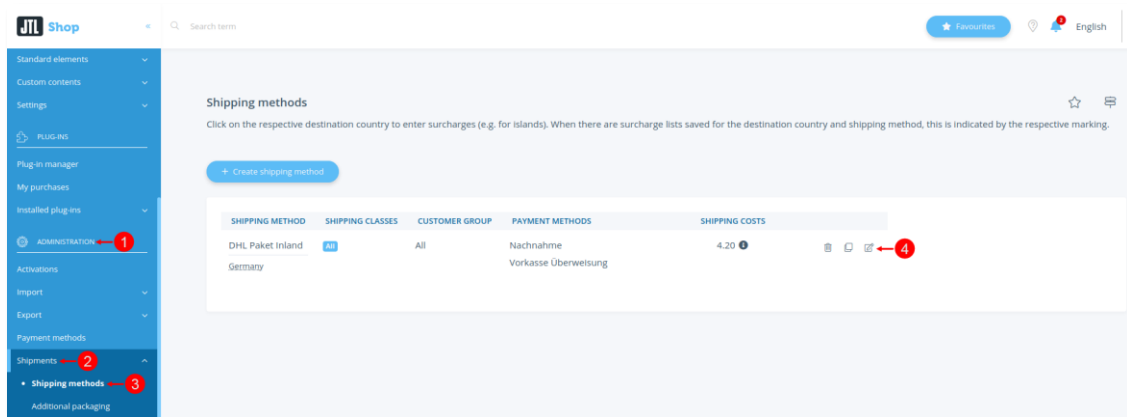 JTL Shop
Search term
Favourites
2
English
Standard elements
Custom contents
Settings
PLUG-INS
Plug-in manager
My purchases
Installed plug-ins
ADMINISTRATION 1
Activations
Import
Export
Payment methods
Shipments 2
Shipping methods 3
Additional packaging
Shipping methods
Click on the respective destination country to enter surcharges (e.g. for islands). When there are surcharge lists saved for the destination country and shipping method, this is indicated by the respective marking.
+ Create shipping method
SHIPPING METHOD SHIPPING CLASSES CUSTOMER GROUP PAYMENT METHODS SHIPPING COSTS
DHL Paket Inland All All Nachnahme 4.20 4
Germany Vorkasse Überweisung